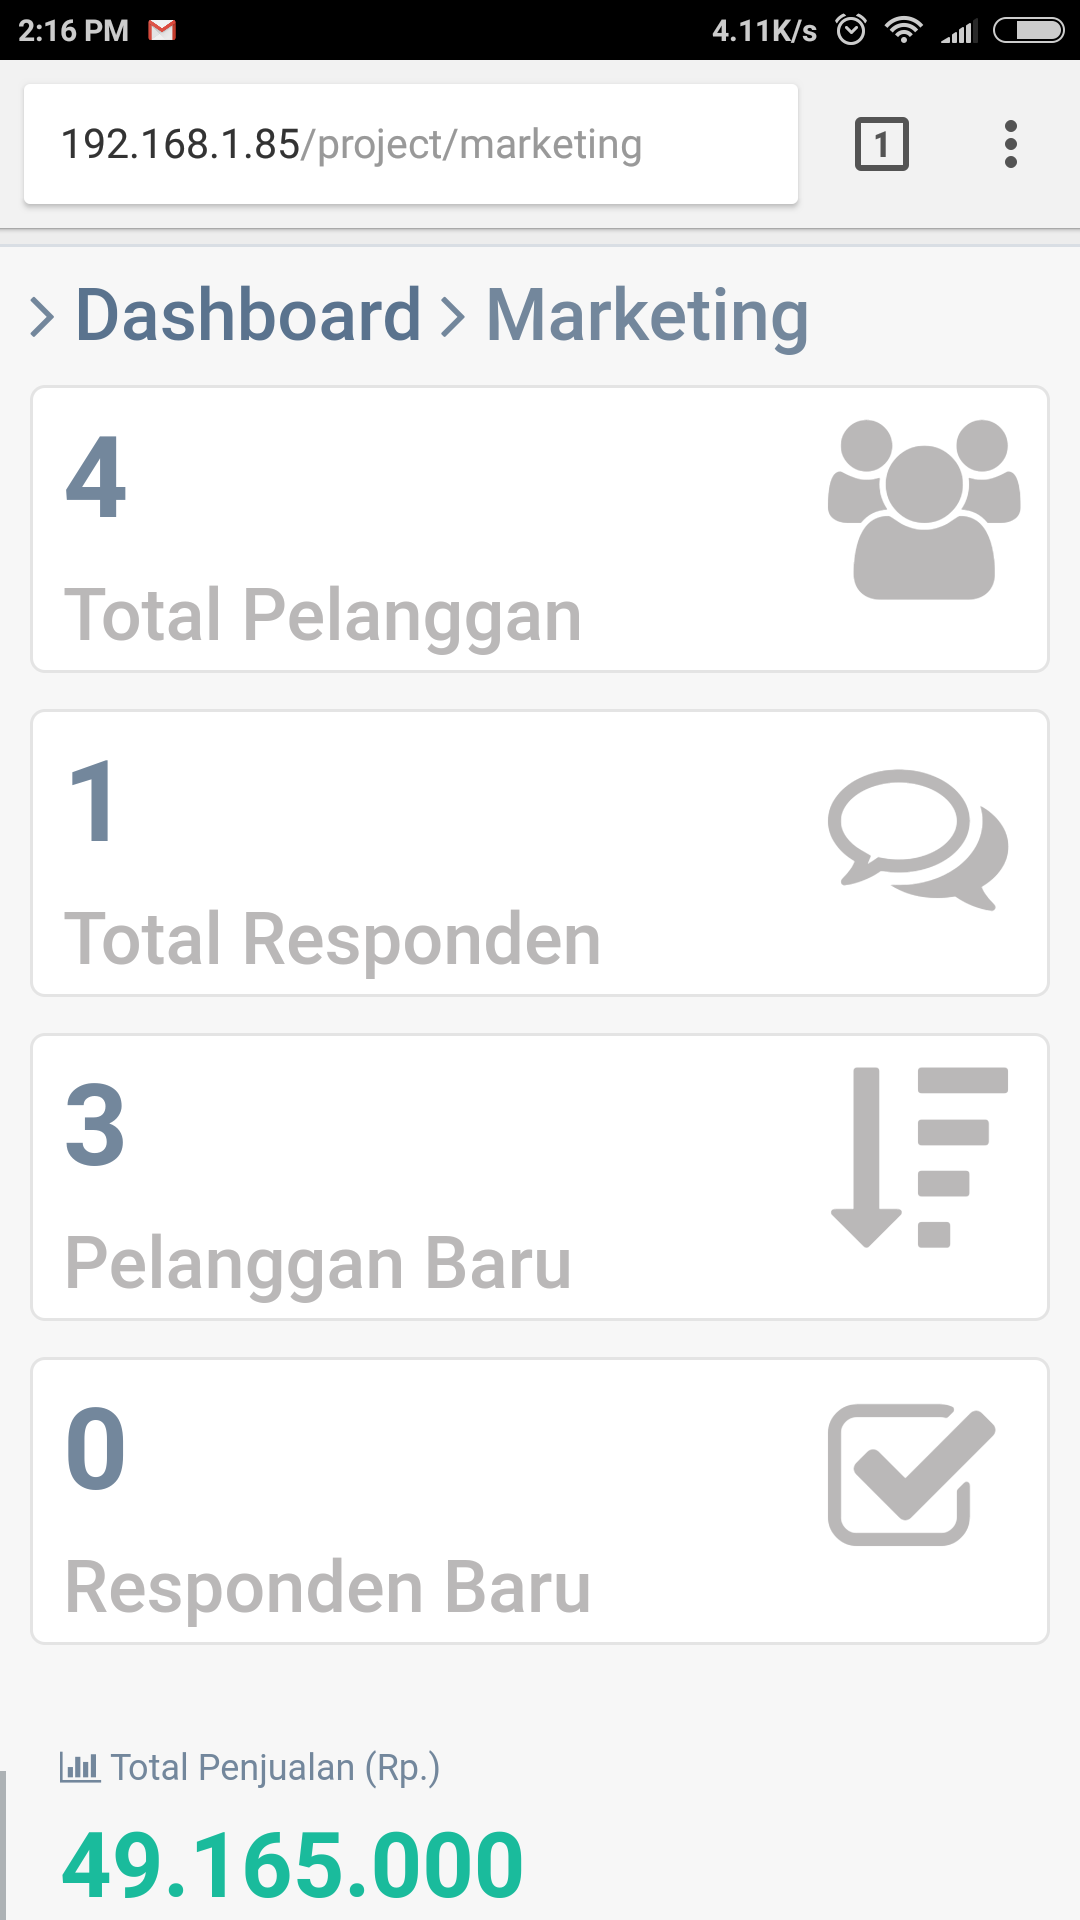 2:16 PM 4.11K/s
192.168.1.85/project/marketing 1
> Dashboard > Marketing
4
Total Pelanggan
1
Total Responden
3
Pelanggan Baru
0
Responden Baru
Total Penjualan (Rp.)
49.165.000